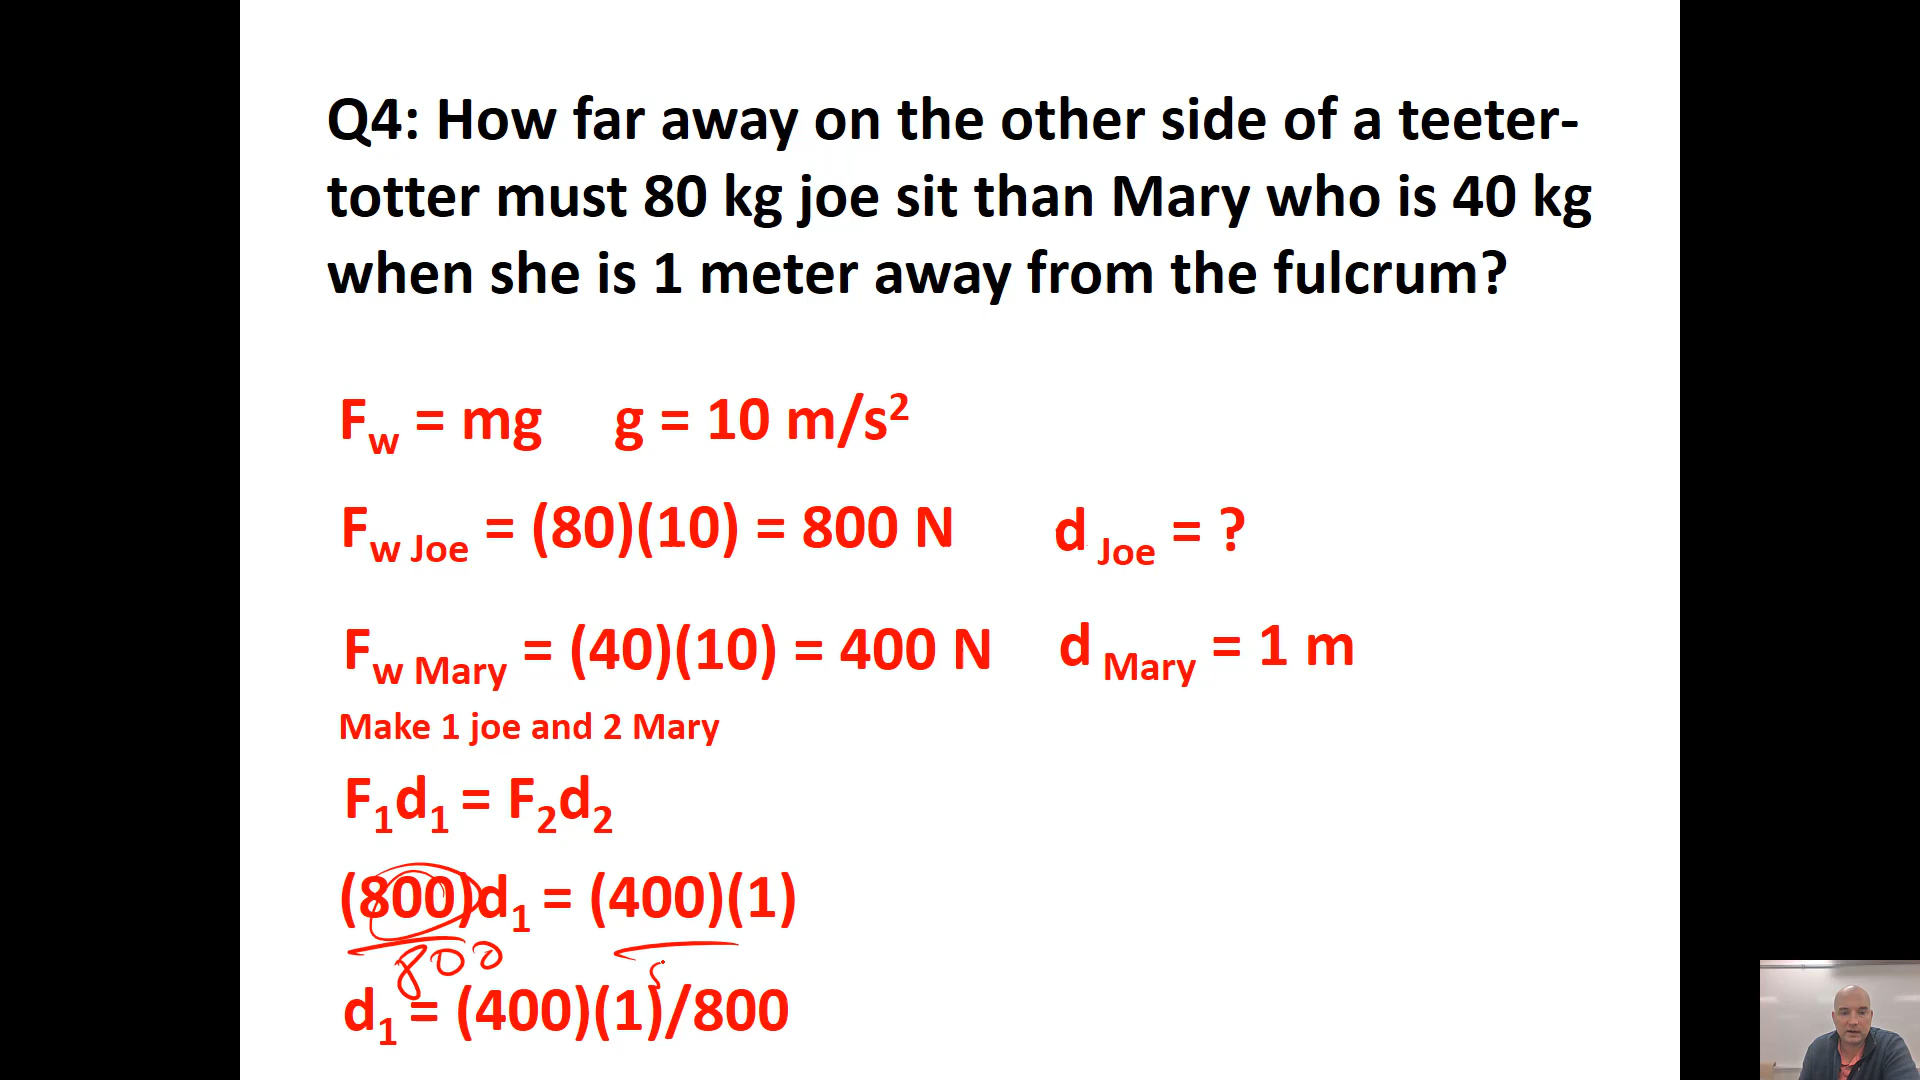 Q4: How far away on the other side of a teeter-
totter must 80 kg joe sit than Mary who is 40 kg
when she is 1 meter away from the fulcrum?
F_w = mg g = 10 m/s²
F_w Joe = (80)(10) = 800 N d Joe = ?
F_w Mary = (40)(10) = 400 N d Mary = 1 m
Make 1 joe and 2 Mary
F₁d₁ = F₂d₂
(800)d₁ = (400)(1)
800
d₁ = (400)(1)/800